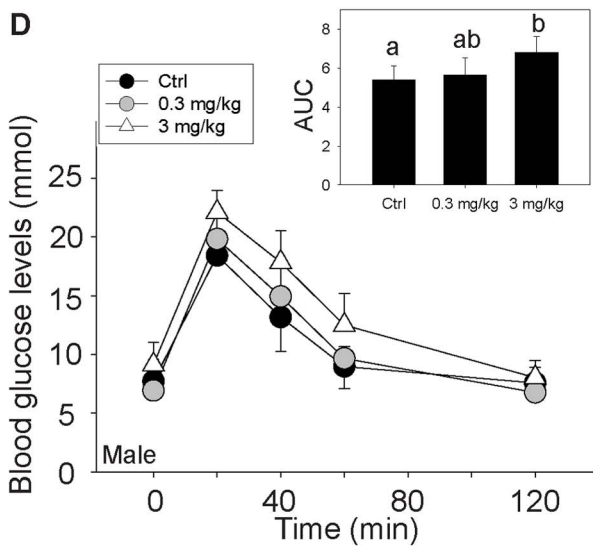 D
Ctrl
0.3 mg/kg
3 mg/kg
AUC
8
6
4
2
0
a
ab
b
Ctrl
0.3 mg/kg
3 mg/kg
Blood glucose levels (mmol)
25
20
15
10
5
0
Male
0
40
80
120
Time (min)